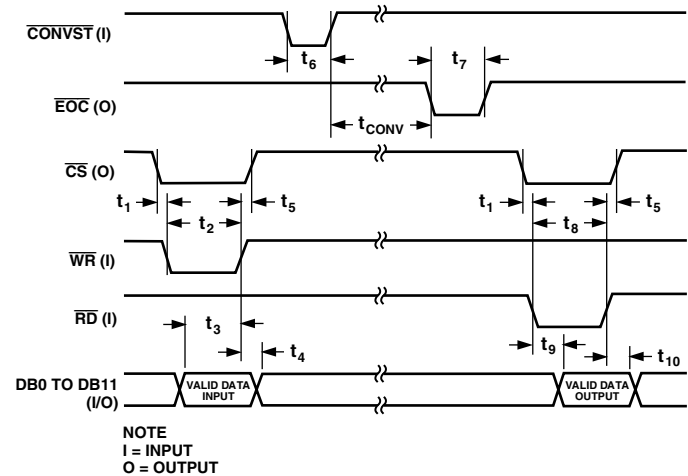 CONVST (I)
t6
t7
EOC (O)
tCONV
CS (O)
t1
t2
t5
t1
t8
t5
WR (I)
RD (I)
t3
t4
t9
t10
DB0 TO DB11
(I/O)
VALID DATA
INPUT
VALID DATA
OUTPUT
NOTE
I = INPUT
O = OUTPUT